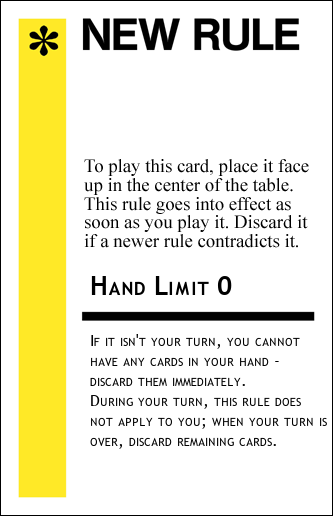 * NEW RULE
To play this card, place it face
up in the center of the table.
This rule goes into effect as
soon as you play it. Discard it
if a newer rule contradicts it.
Hand Limit 0
If it isn't your turn, you cannot
have any cards in your hand -
discard them immediately.
During your turn, this rule does
not apply to you; when your turn is
over, discard remaining cards.